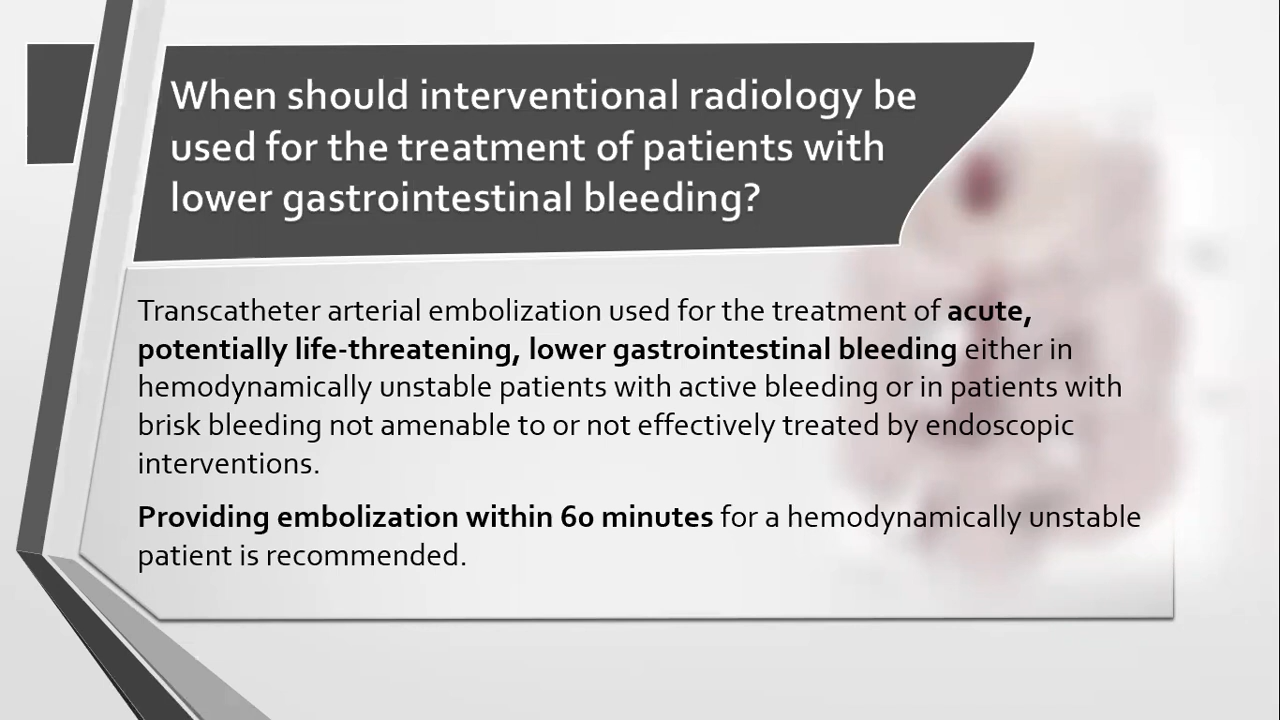 When should interventional radiology be
used for the treatment of patients with
lower gastrointestinal bleeding?
Transcatheter arterial embolization used for the treatment of acute,
potentially life-threatening, lower gastrointestinal bleeding either in
hemodynamically unstable patients with active bleeding or in patients with
brisk bleeding not amenable to or not effectively treated by endoscopic
interventions.
Providing embolization within 60 minutes for a hemodynamically unstable
patient is recommended.